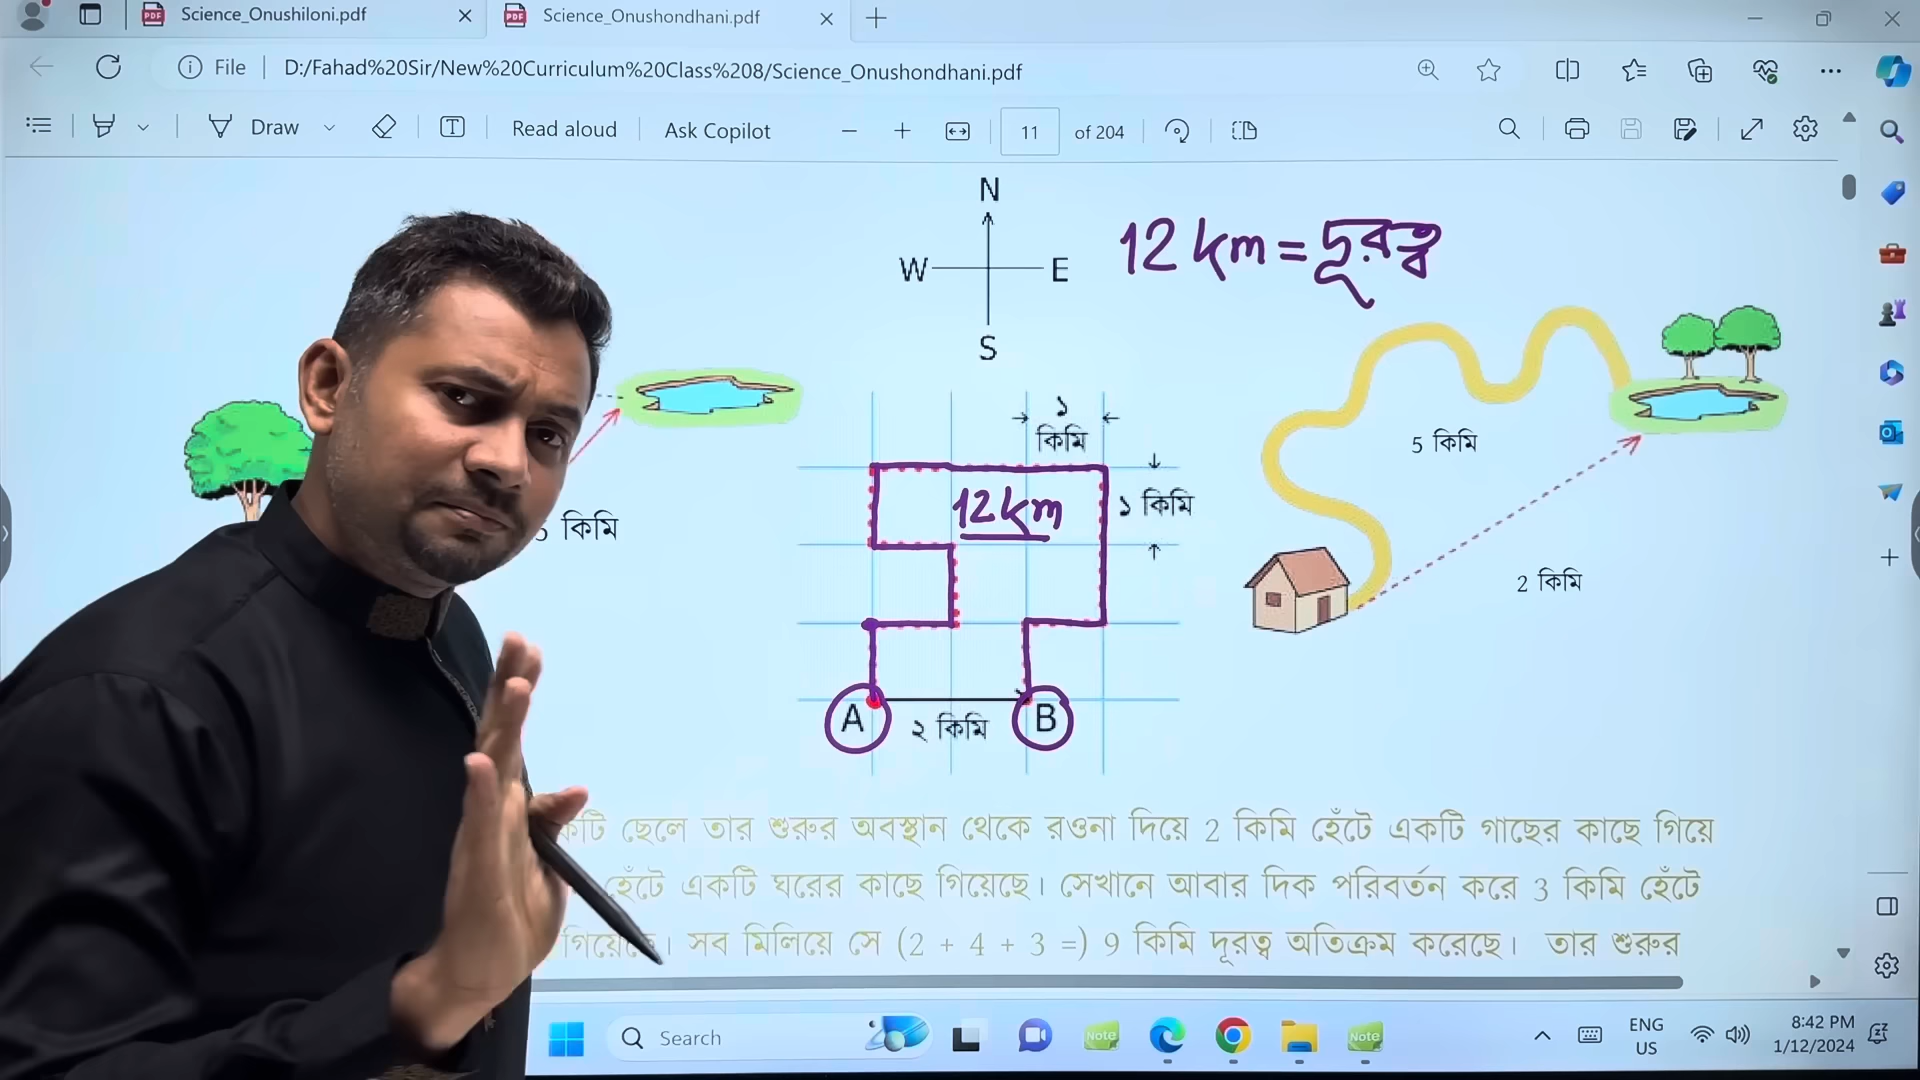 Science_Onushiloni.pdf
Science_Onushondhani.pdf
File
D:/Fahad%20Sir/New%20Curriculum%20Class%208/Science_Onushondhani.pdf
Draw
Read aloud
Ask Copilot
11
of 204
N
W
E
S
12 km = দূরত্ব
১
কিমি
12km
১ কিমি
A
২ কিমি
B
কিমি
5 কিমি
2 কিমি
ছেলে তার শুরুর অবস্থান থেকে রওনা দিয়ে 2 কিমি হেঁটে একটি গাছের কাছে গিয়ে
হেঁটে একটি ঘরের কাছে গিয়েছে। সেখানে আবার দিক পরিবর্তন করে 3 কিমি হেঁটে
সব মিলিয়ে সে (2 + 4 + 3 =) 9 কিমি দূরত্ব অতিক্রম করেছে। তার শুরুর
Search
Note
Note
ENG
US
8:42 PM
1/12/2024